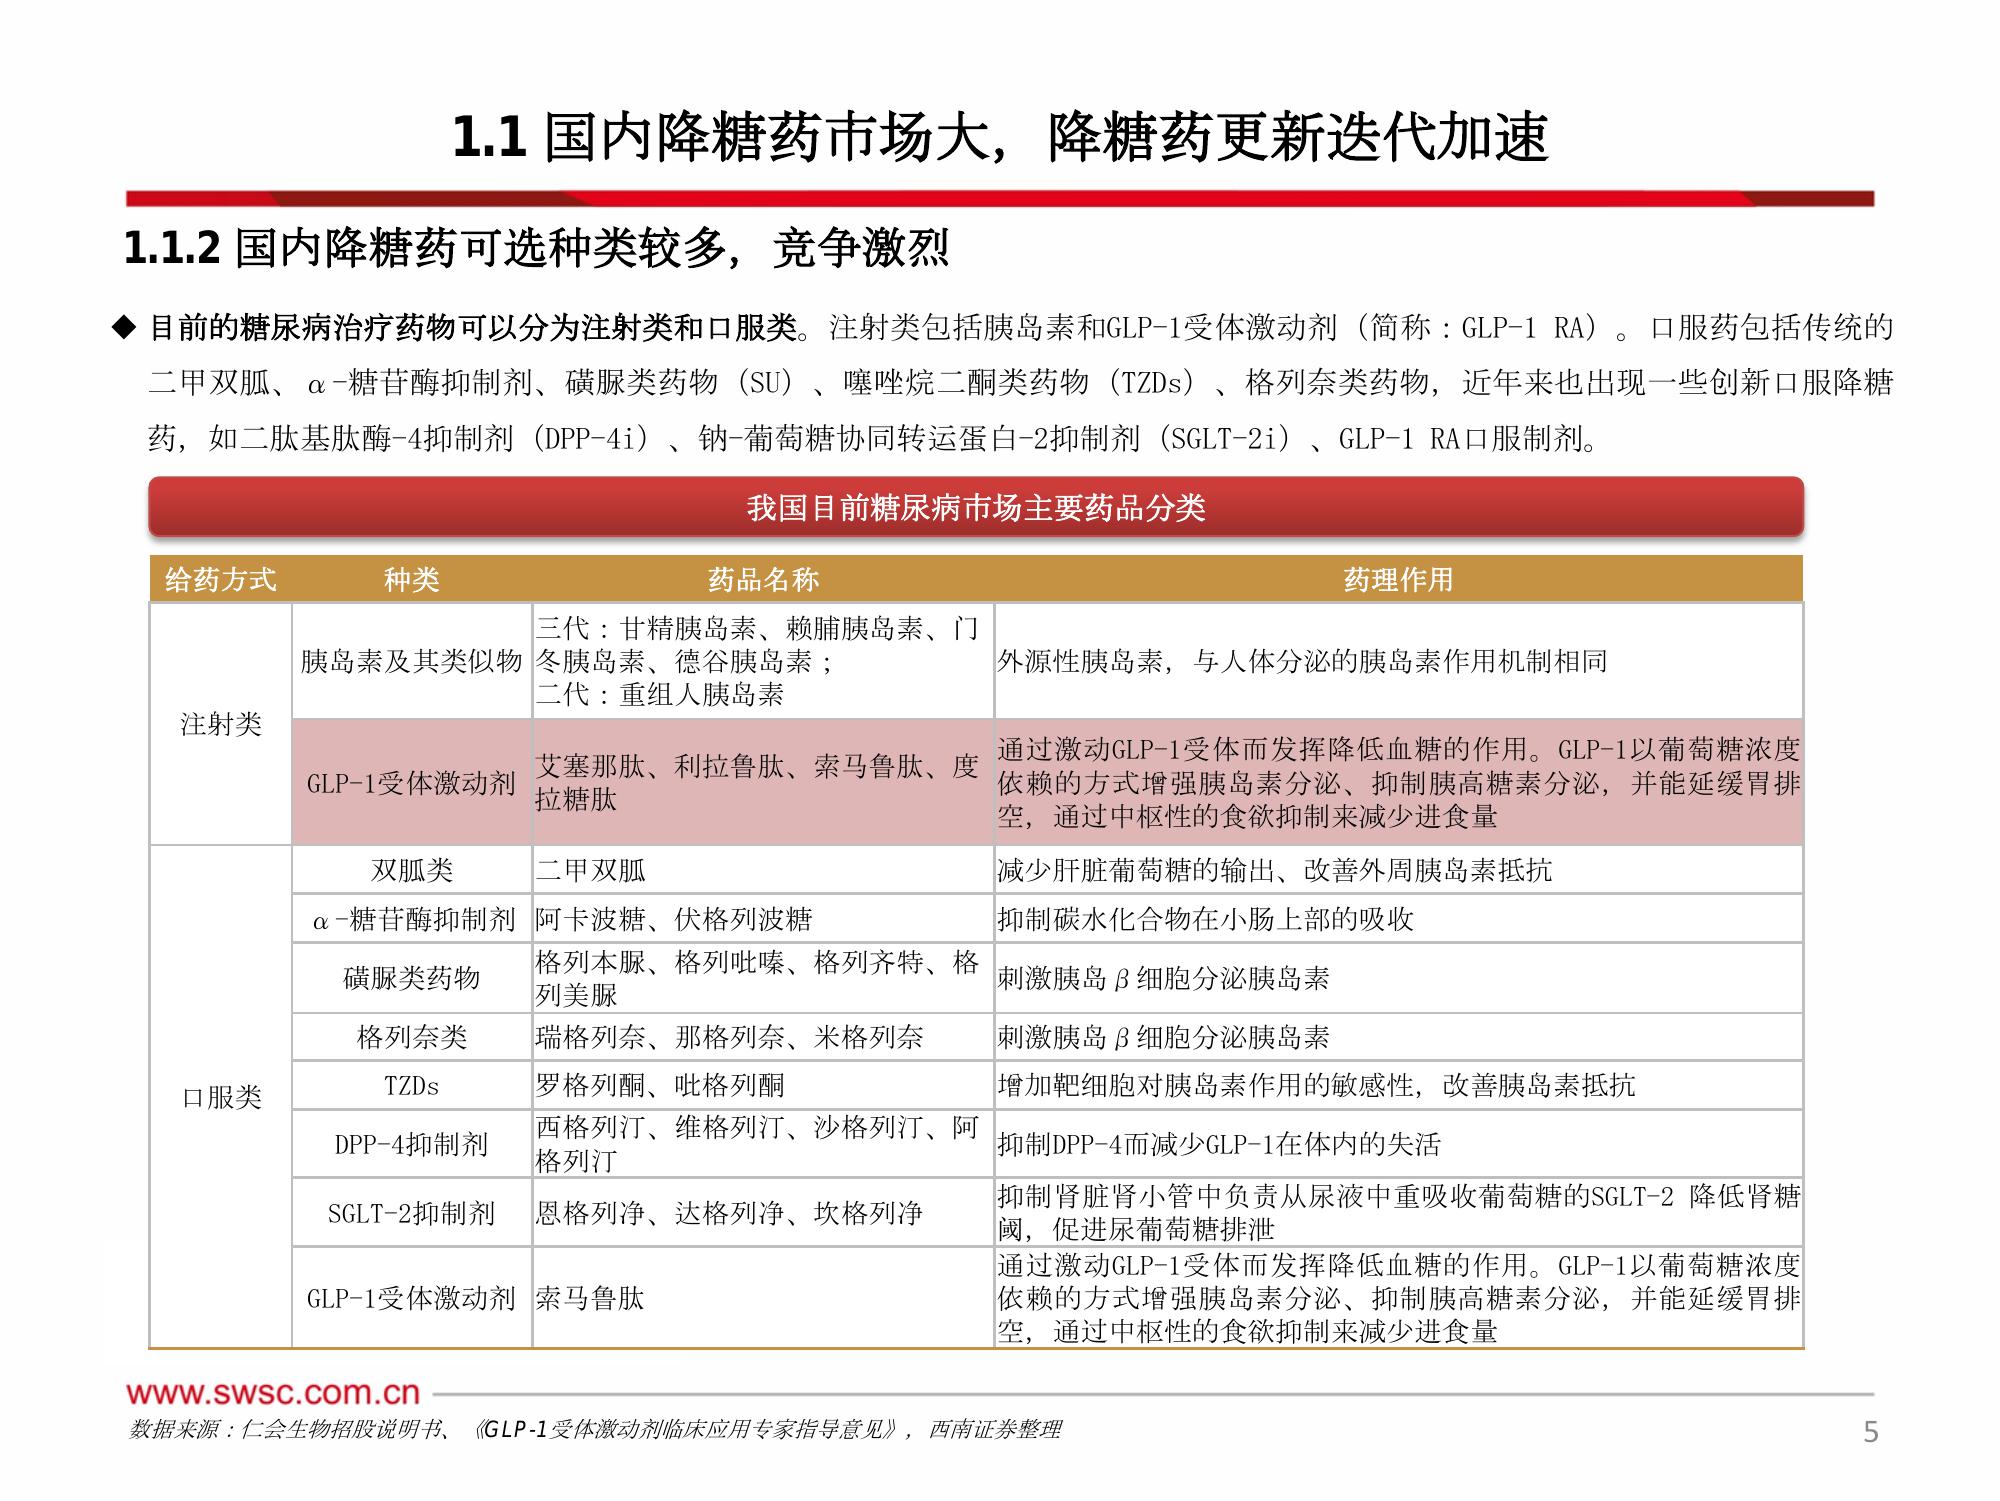 1.1 国内降糖药市场大，降糖药更新迭代加速
1.1.2 国内降糖药可选种类较多，竞争激烈
◆ 目前的糖尿病治疗药物可以分为注射类和口服类。注射类包括胰岛素和GLP-1受体激动剂（简称：GLP-1 RA）。口服药包括传统的
二甲双胍、α-糖苷酶抑制剂、磺脲类药物（SU）、噻唑烷二酮类药物（TZDs）、格列奈类药物，近年来也出现一些创新口服降糖
药，如二肽基肽酶-4抑制剂（DPP-4i）、钠-葡萄糖协同转运蛋白-2抑制剂（SGLT-2i）、GLP-1 RA口服制剂。
我国目前糖尿病市场主要药品分类
给药方式 种类 药品名称 药理作用
注射类
胰岛素及其类似物
三代：甘精胰岛素、赖脯胰岛素、门
冬胰岛素、德谷胰岛素；
二代：重组人胰岛素
外源性胰岛素，与人体分泌的胰岛素作用机制相同
GLP-1受体激动剂
艾塞那肽、利拉鲁肽、索马鲁肽、度
拉糖肽
通过激动GLP-1受体而发挥降低血糖的作用。GLP-1以葡萄糖浓度
依赖的方式增强胰岛素分泌、抑制胰高糖素分泌，并能延缓胃排
空，通过中枢性的食欲抑制来减少进食量
口服类
双胍类 二甲双胍 减少肝脏葡萄糖的输出、改善外周胰岛素抵抗
α-糖苷酶抑制剂 阿卡波糖、伏格列波糖 抑制碳水化合物在小肠上部的吸收
磺脲类药物
格列本脲、格列吡嗪、格列齐特、格
列美脲
刺激胰岛β细胞分泌胰岛素
格列奈类 瑞格列奈、那格列奈、米格列奈 刺激胰岛β细胞分泌胰岛素
TZDs 罗格列酮、吡格列酮 增加靶细胞对胰岛素作用的敏感性，改善胰岛素抵抗
DPP-4抑制剂
西格列汀、维格列汀、沙格列汀、阿
格列汀
抑制DPP-4而减少GLP-1在体内的失活
SGLT-2抑制剂 恩格列净、达格列净、坎格列净
抑制肾脏肾小管中负责从尿液中重吸收葡萄糖的SGLT-2 降低肾糖
阈，促进尿葡萄糖排泄
GLP-1受体激动剂 索马鲁肽
通过激动GLP-1受体而发挥降低血糖的作用。GLP-1以葡萄糖浓度
依赖的方式增强胰岛素分泌、抑制胰高糖素分泌，并能延缓胃排
空，通过中枢性的食欲抑制来减少进食量
www.swsc.com.cn
数据来源：仁会生物招股说明书、《GLP-1受体激动剂临床应用专家指导意见》，西南证券整理
5